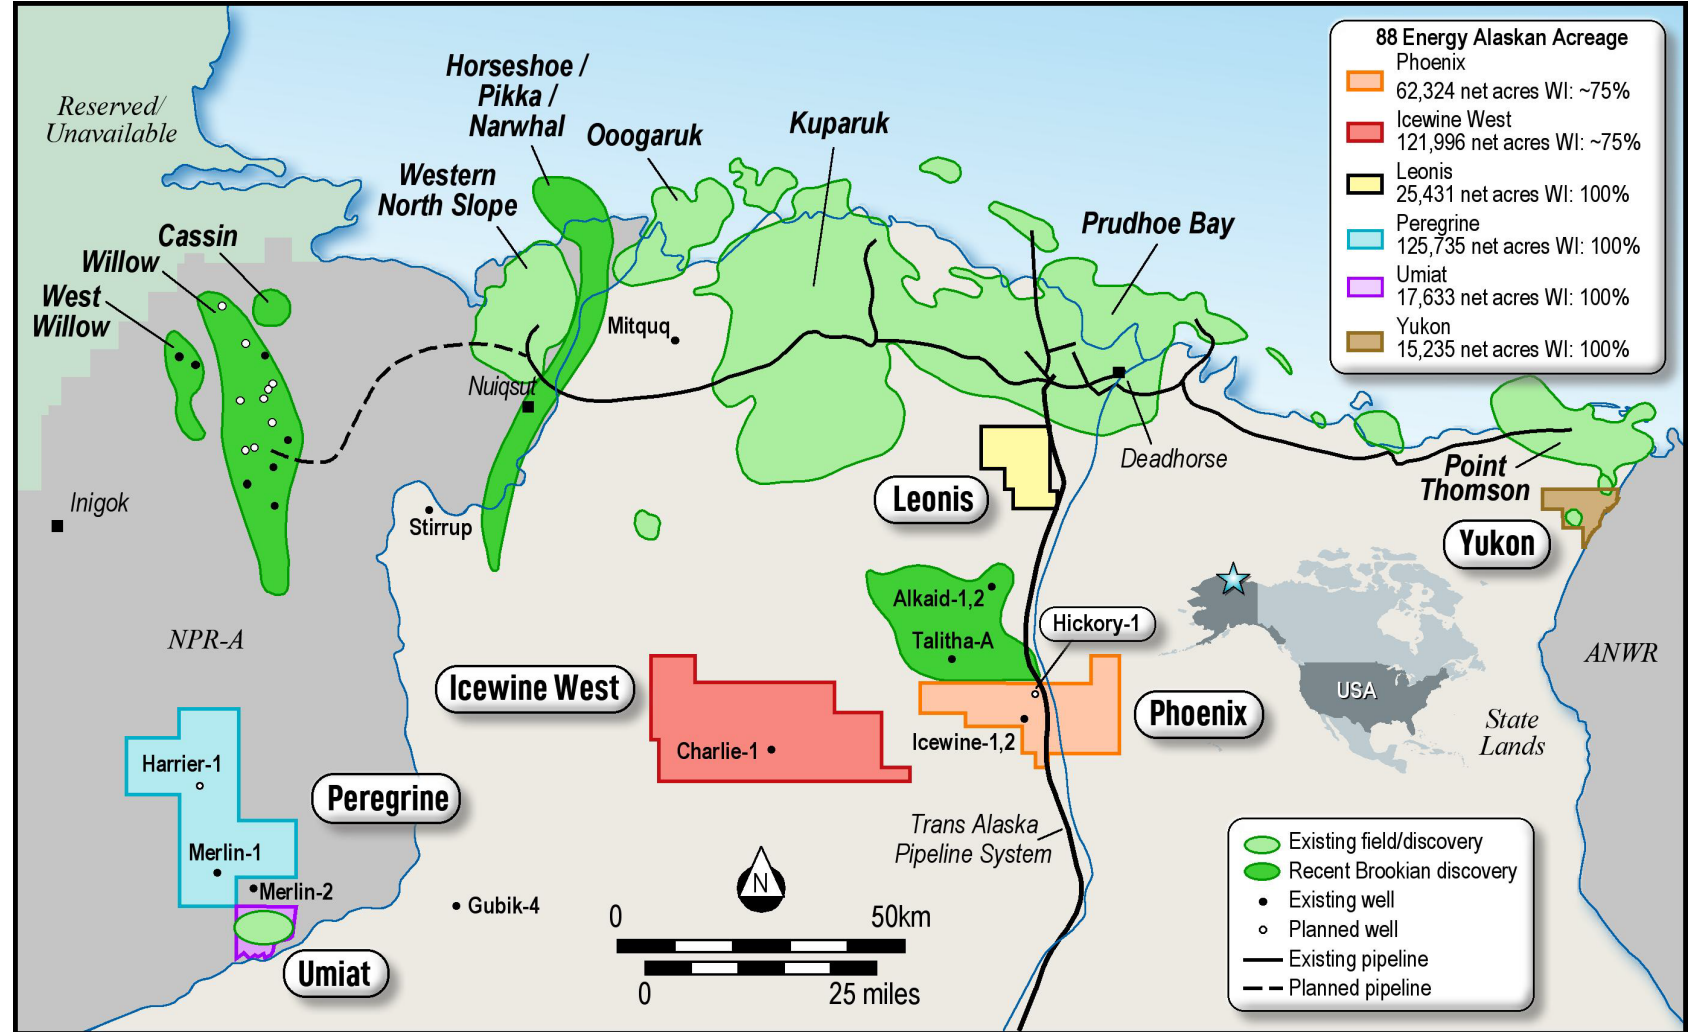 88 Energy Alaskan Acreage
Phoenix
62,324 net acres WI: ~75%
Icewine West
121,996 net acres WI: ~75%
Leonis
25,431 net acres WI: 100%
Peregrine
125,735 net acres WI: 100%
Umiat
17,633 net acres WI: 100%
Yukon
15,235 net acres WI: 100%
Reserved/
Unavailable
Horseshoe /
Pikka /
Narwhal
Ooogaruk
Kuparuk
Western
North Slope
Prudhoe Bay
Cassin
Willow
West
Willow
Mitquq
Nuiqsut
Deadhorse
Point
Thomson
Inigok
Stirrup
Leonis
Yukon
Alkaid-1,2
Talitha-A
Hickory-1
NPR-A
ANWR
Icewine West
USA
Phoenix
State
Lands
Charlie-1
Icewine-1,2
Harrier-1
Peregrine
Merlin-1
Merlin-2
Trans Alaska
Pipeline System
Gubik-4
N
0
50km
0
25 miles
Umiat
Existing field/discovery
Recent Brookian discovery
Existing well
Planned well
Existing pipeline
Planned pipeline